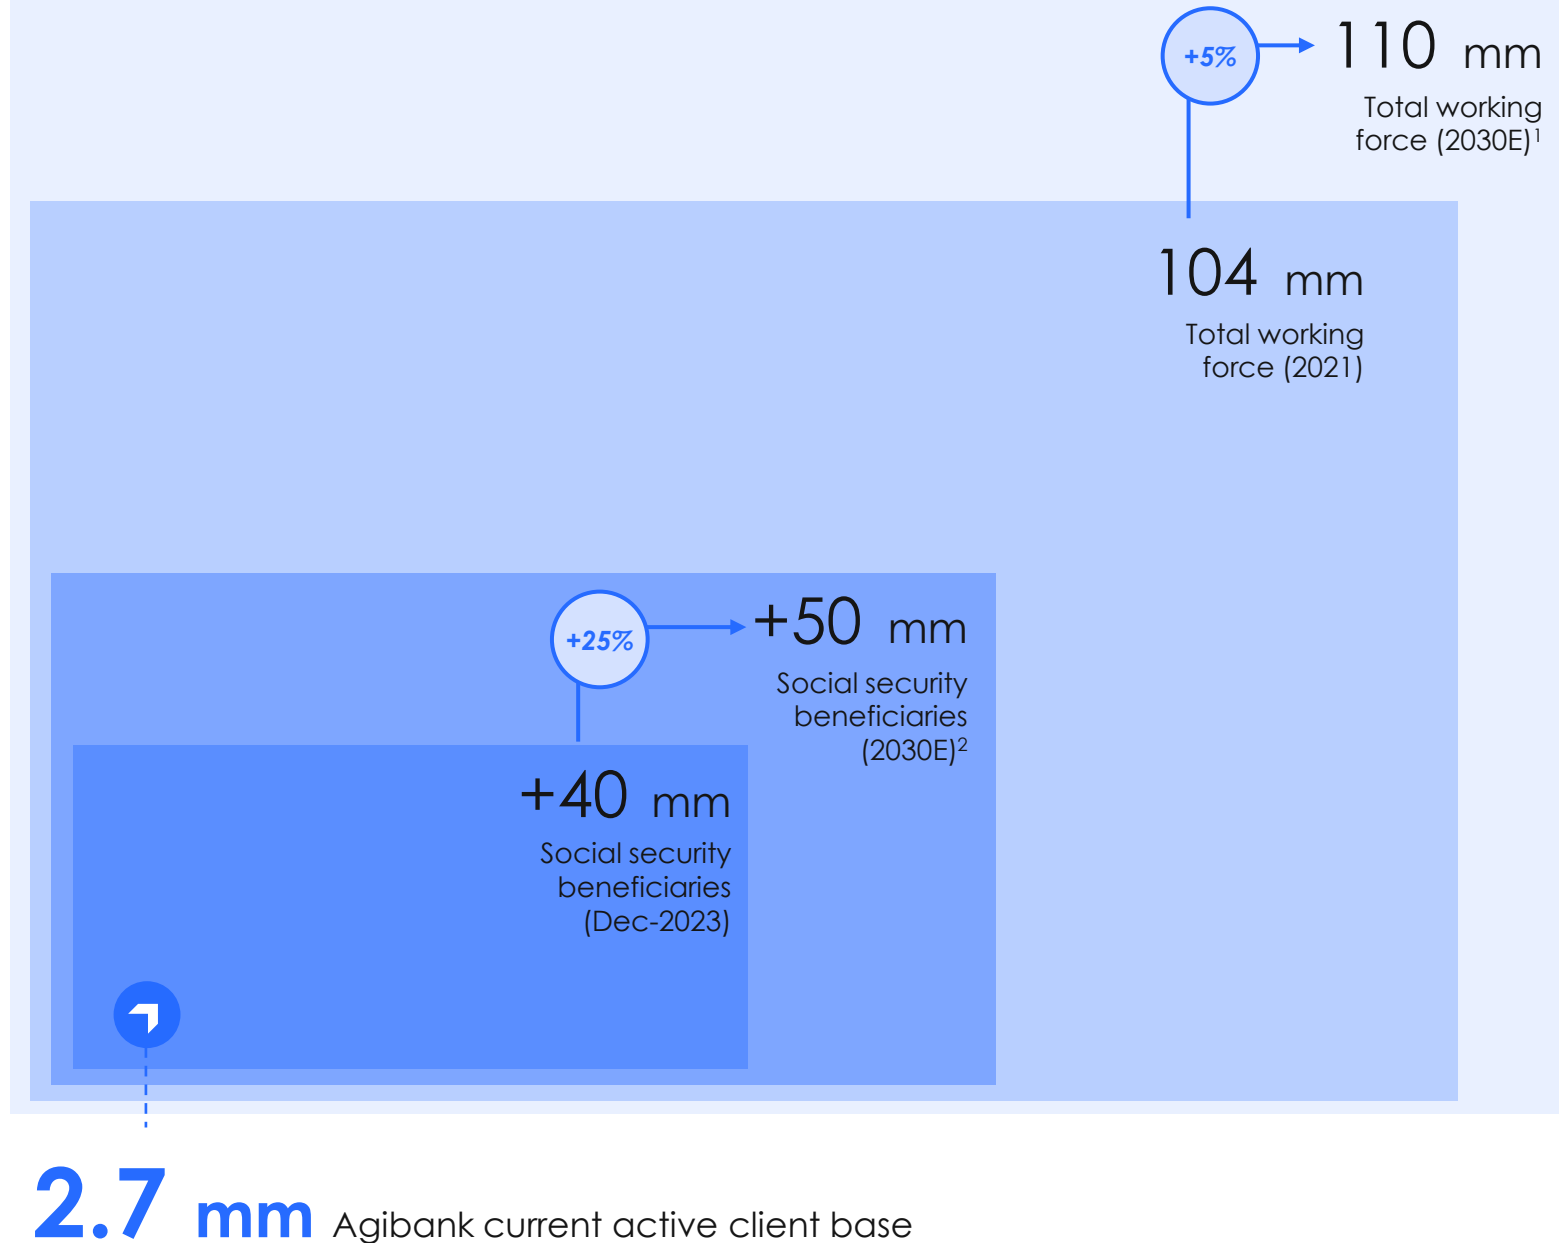 +5%
110 mm
Total working
force (2030E)¹
104 mm
Total working
force (2021)
+25%
+50 mm
Social security
beneficiaries
(2030E)²
+40 mm
Social security
beneficiaries
(Dec-2023)
2.7 mm Agibank current active client base